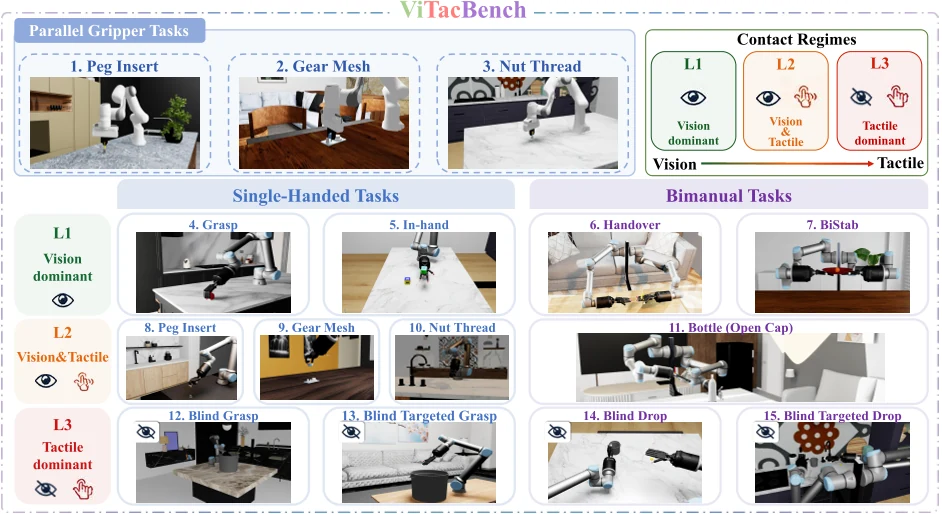 ViTacBench
Parallel Gripper Tasks
1. Peg Insert
2. Gear Mesh
3. Nut Thread
Contact Regimes
L1
Vision
dominant
L2
Vision
&
Tactile
L3
Tactile
dominant
Vision
Tactile
Single-Handed Tasks
Bimanual Tasks
L1
Vision
dominant
4. Grasp
5. In-hand
6. Handover
7. BiStab
L2
Vision&Tactile
8. Peg Insert
9. Gear Mesh
10. Nut Thread
11. Bottle (Open Cap)
L3
Tactile
dominant
12. Blind Grasp
13. Blind Targeted Grasp
14. Blind Drop
15. Blind Targeted Drop